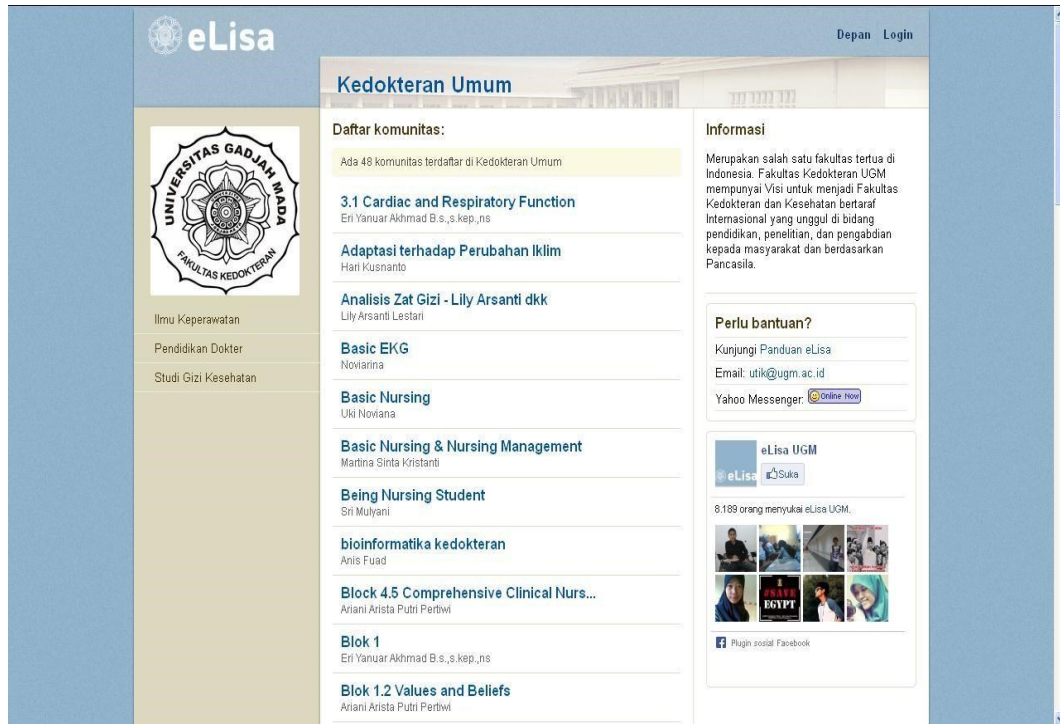 eLisa
Depan Login
Kedokteran Umum
UNIVERSITAS GADJAH MADA
FAKULTAS KEDOKTERAN
Ilmu Keperawatan
Pendidikan Dokter
Studi Gizi Kesehatan
Daftar komunitas:
Ada 48 komunitas terdaftar di Kedokteran Umum
3.1 Cardiac and Respiratory Function
Eri Yanuar Akhmad B.s.,s.kep.,ns
Adaptasi terhadap Perubahan Iklim
Hari Kusnanto
Analisis Zat Gizi - Lily Arsanti dkk
Lily Arsanti Lestari
Basic EKG
Noviarina
Basic Nursing
Uki Noviana
Basic Nursing & Nursing Management
Martina Sinta Kristanti
Being Nursing Student
Sri Mulyani
bioinformatika kedokteran
Anis Fuad
Block 4.5 Comprehensive Clinical Nurs...
Ariani Arista Putri Pertiwi
Blok 1
Eri Yanuar Akhmad B.s.,s.kep.,ns
Blok 1.2 Values and Beliefs
Ariani Arista Putri Pertiwi
Informasi
Merupakan salah satu fakultas tertua di
Indonesia. Fakultas Kedokteran UGM
mempunyai Visi untuk menjadi Fakultas
Kedokteran dan Kesehatan bertaraf
Internasional yang unggul di bidang
pendidikan, penelitian, dan pengabdian
kepada masyarakat dan berdasarkan
Pancasila.
Perlu bantuan?
Kunjungi Panduan eLisa
Email: utik@ugm.ac.id
Yahoo Messenger: Online Now
eLisa
eLisa UGM
Suka
8.189 orang menyukai eLisa UGM.
#SAVE
EGYPT
Plugin sosial Facebook